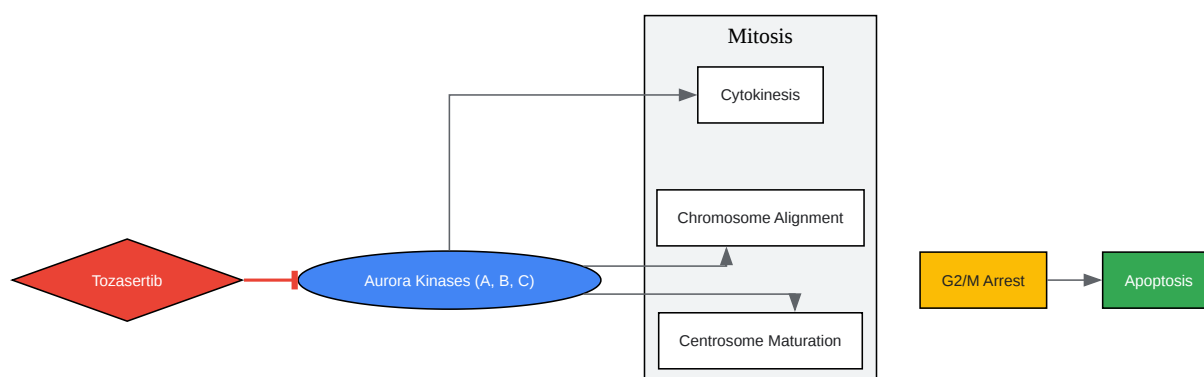 Mitosis
Cytokinesis
Chromosome Alignment
Tozasertib
Aurora Kinases (A, B, C)
G2/M Arrest
Apoptosis
Centrosome Maturation